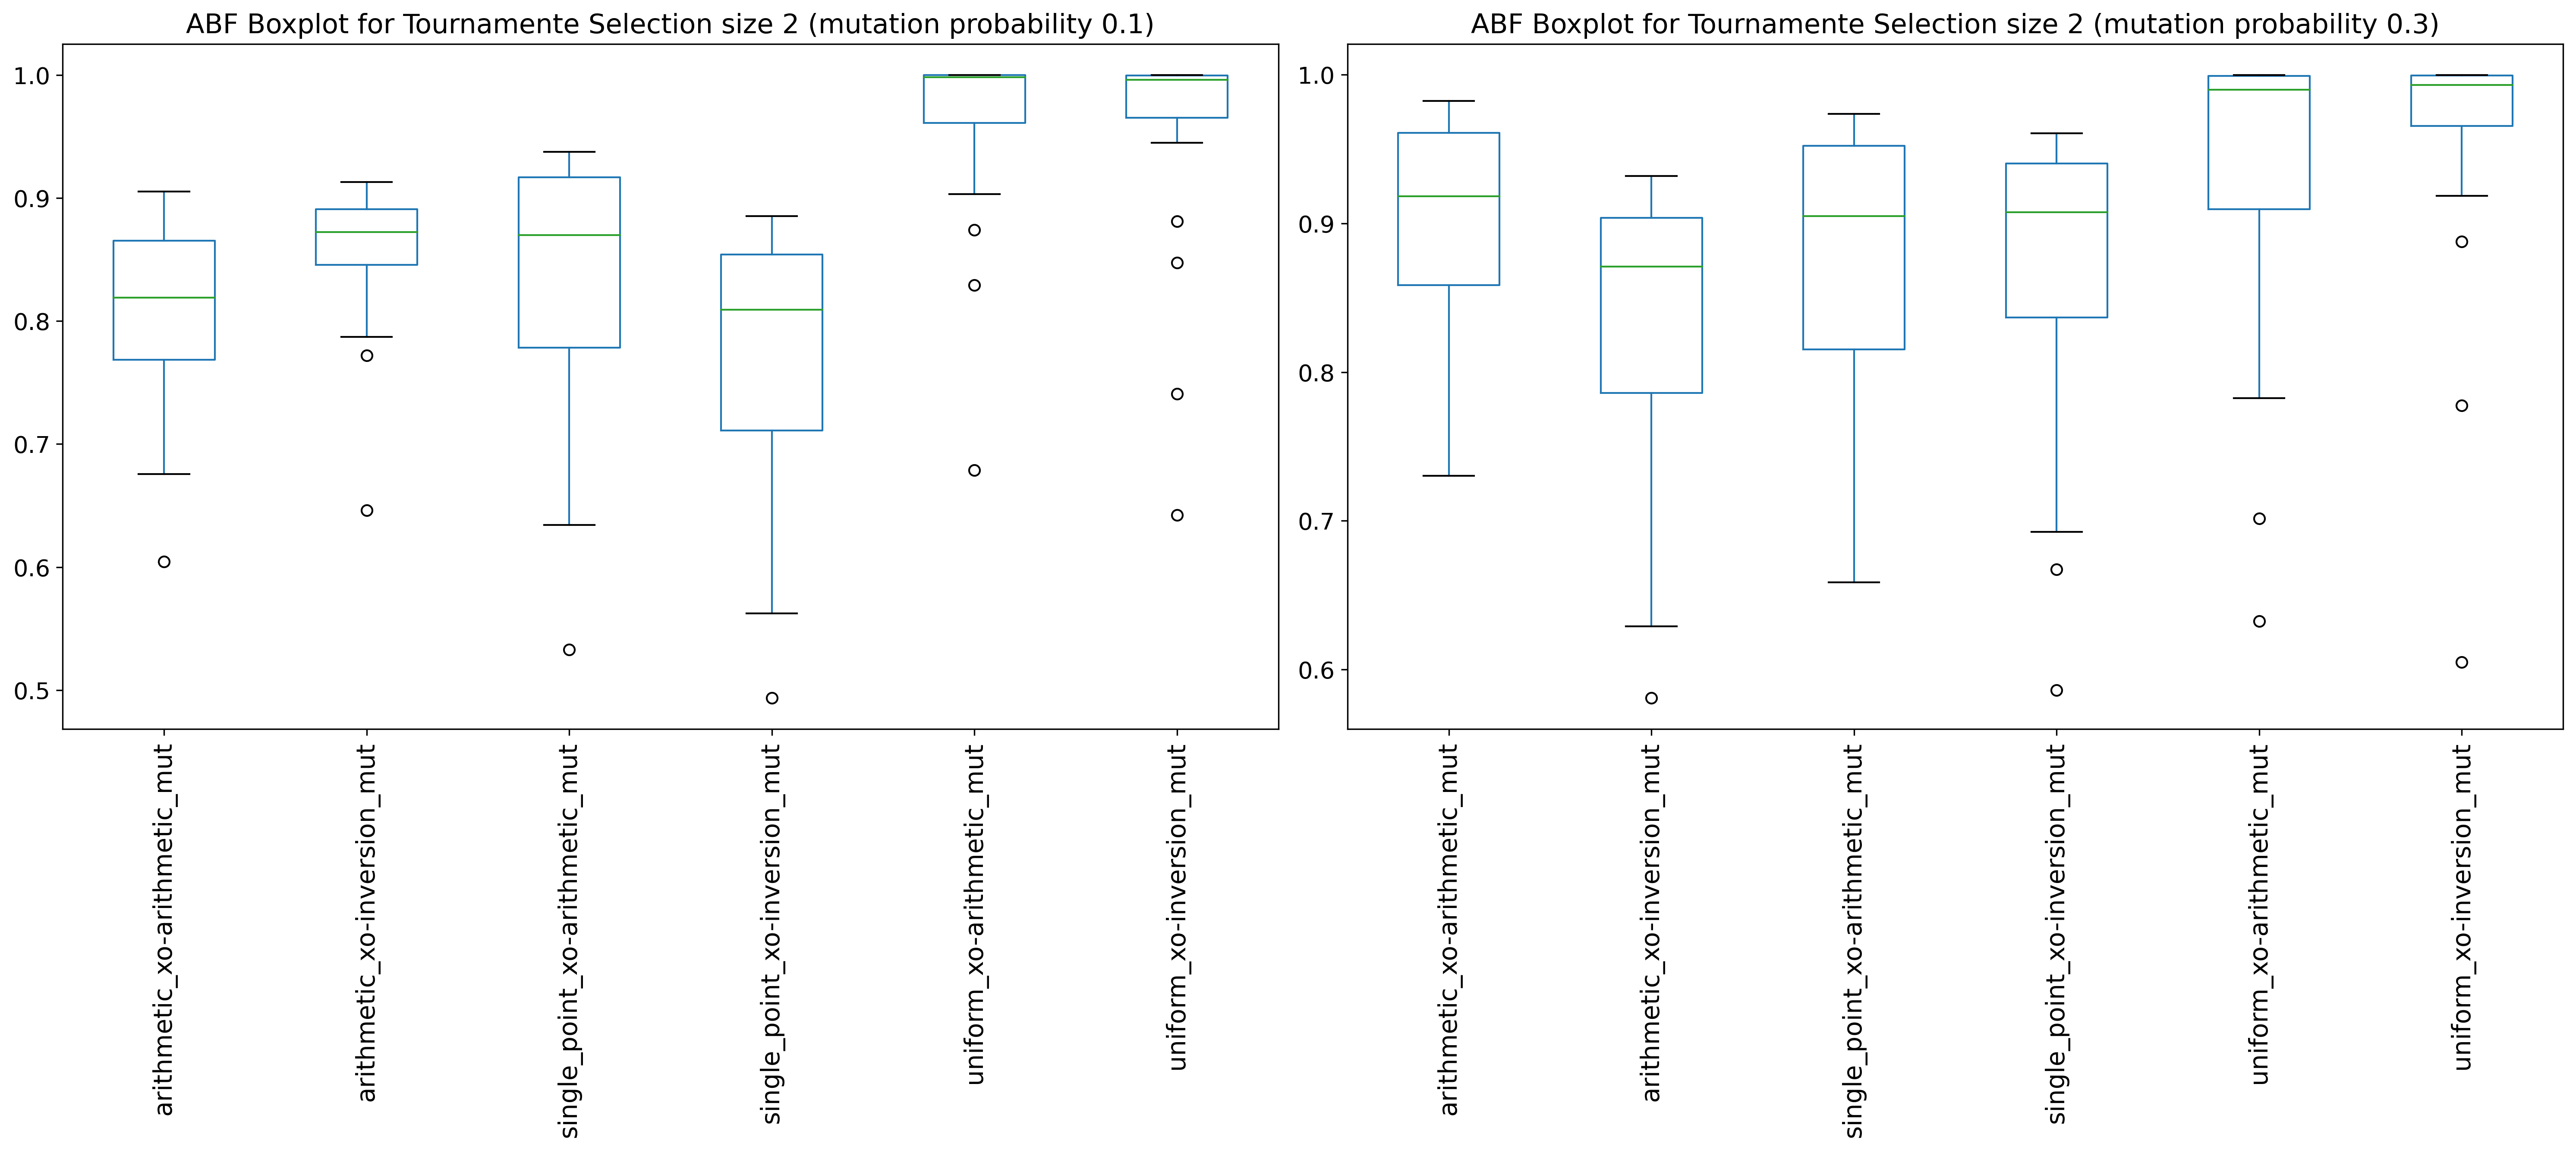 ABF Boxplot for Tournamente Selection size 2 (mutation probability 0.1)
1.0
0.9
0.8
0.7
0.6
0.5
arithmetic_xo-arithmetic_mut
arithmetic_xo-inversion_mut
single_point_xo-arithmetic_mut
single_point_xo-inversion_mut
uniform_xo-arithmetic_mut
uniform_xo-inversion_mut
ABF Boxplot for Tournamente Selection size 2 (mutation probability 0.3)
1.0
0.9
0.8
0.7
0.6
arithmetic_xo-arithmetic_mut
arithmetic_xo-inversion_mut
single_point_xo-arithmetic_mut
single_point_xo-inversion_mut
uniform_xo-arithmetic_mut
uniform_xo-inversion_mut